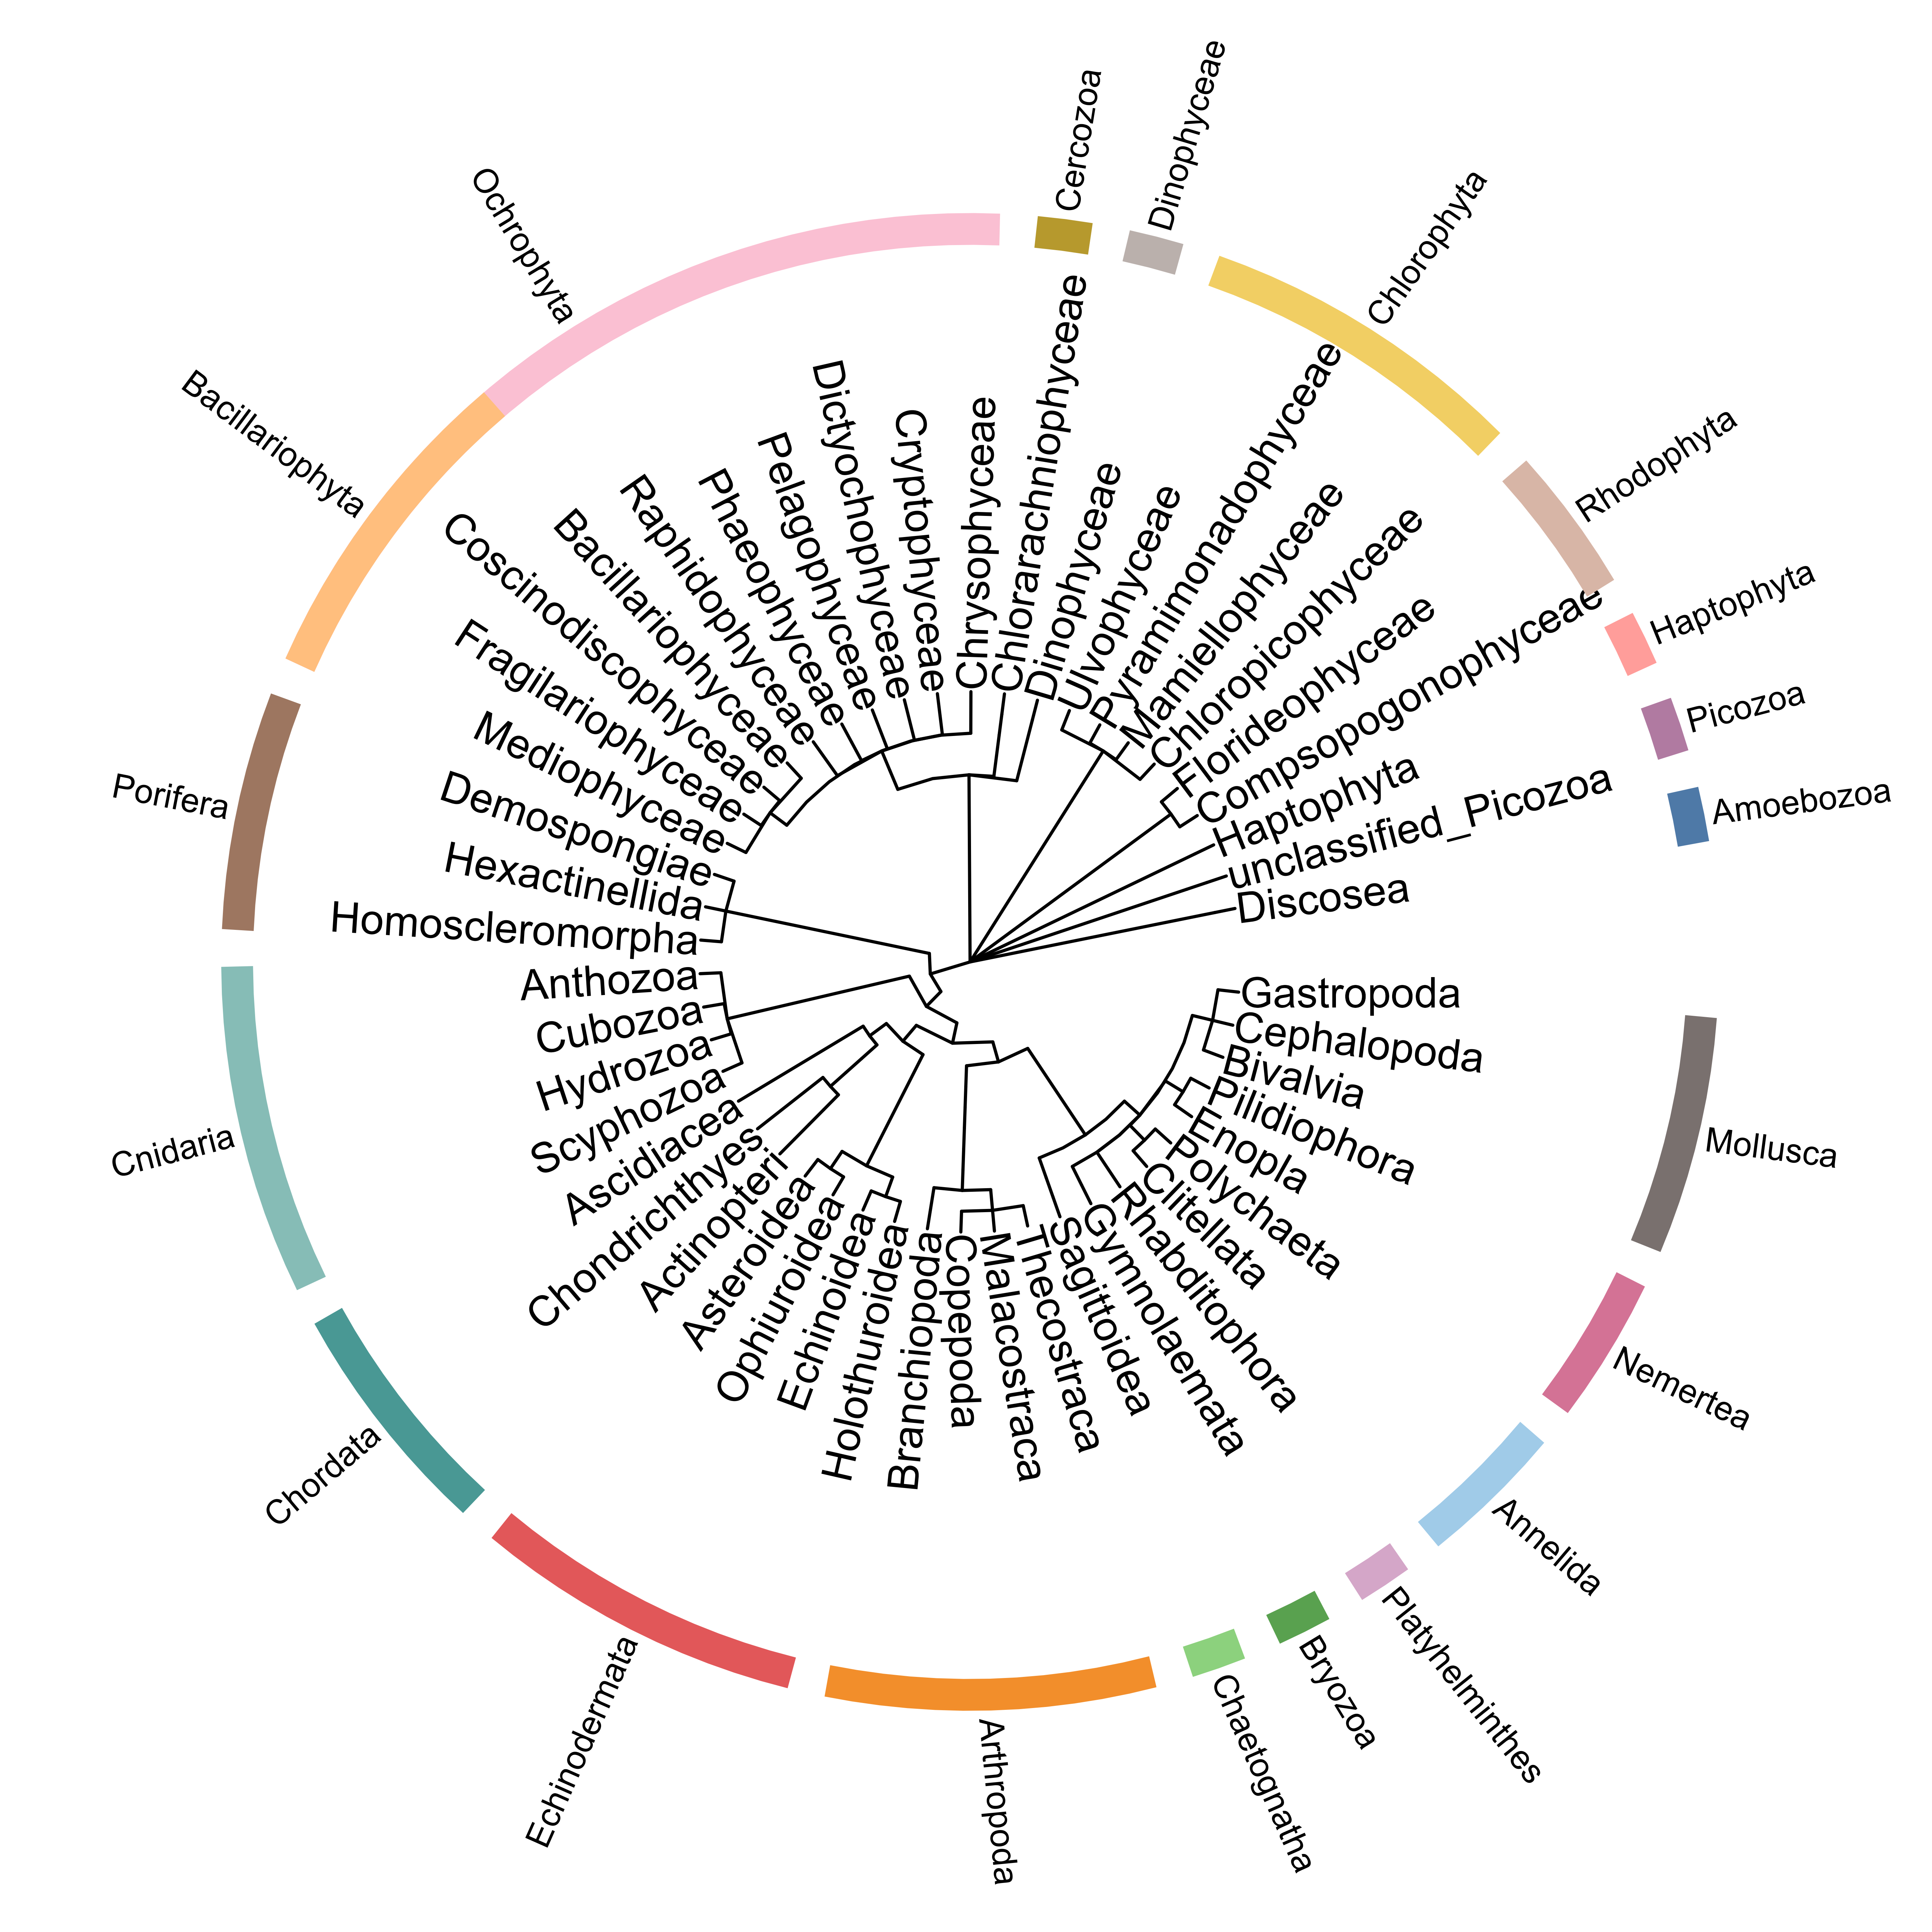 Cercozoa
Dinophyceae
Chlorophyta
Rhodophyta
Haptophyta
Picozoa
Amoebozoa
Mollusca
Nemertea
Annelida
Platyhelminthes
Bryozoa
Chaetognatha
Arthropoda
Echinodermata
Chordata
Cnidaria
Porifera
Bacillariophyta
Ochrophyta
Chrysophyceae
Chlorarachniophyceae
Dinophyceae
Ulvophyceae
Pyramimonadophyceae
Mamiellophyceae
Chloropicophyceae
Florideophyceae
Compsopogonophyceae
Haptophyta
unclassified_Picozoa
Discosea
Gastropoda
Cephalopoda
Bivalvia
Pilidiophora
Enopla
Polychaeta
Clitellata
Rhabditophora
Gymnolaemata
Sagittoidea
Thecostraca
Malacostraca
Copepoda
Branchiopoda
Holothuroidea
Echinoidea
Ophiuroidea
Asteroidea
Actinopteri
Chondrichthyes
Ascidiacea
Scyphozoa
Hydrozoa
Cubozoa
Anthozoa
Homoscleromorpha
Hexactinellida
Demospongiae
Mediophyceae
Fragilariophyceae
Coscinodiscophyceae
Bacillariophyceae
Raphidophyceae
Phaeophyceae
Pelagophyceae
Dictyochophyceae
Cryptophyceae